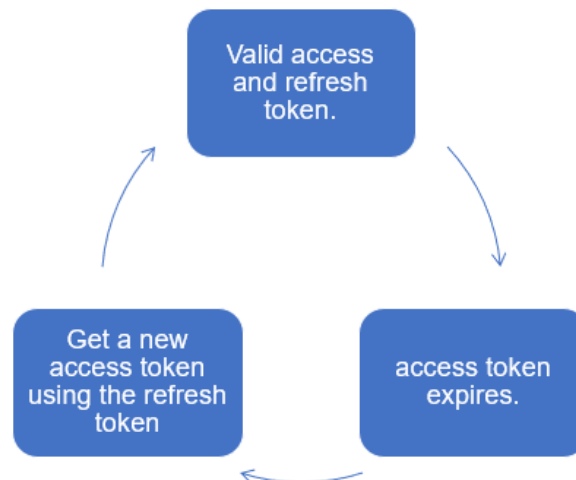 Valid access
and refresh
token.
access token
expires.
Get a new
access token
using the refresh
token